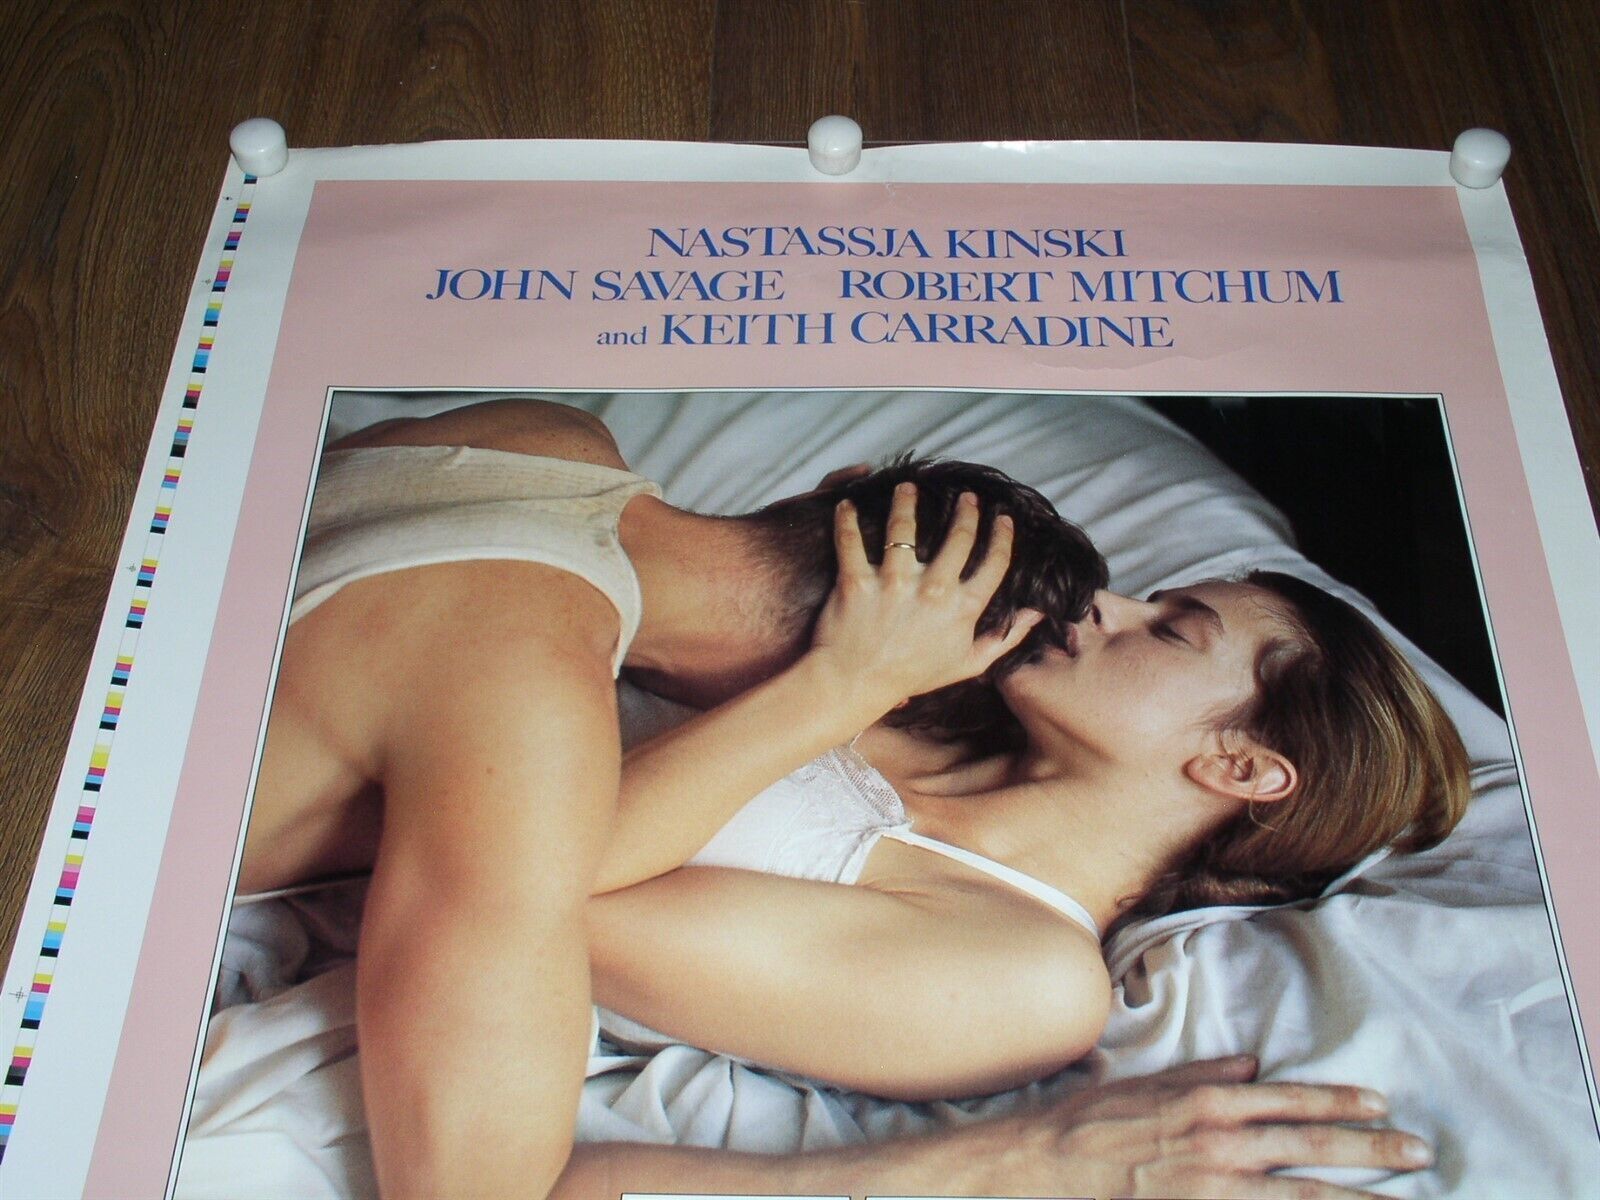 NASTASSJA KINSKI
JOHN SAVAGE ROBERT MITCHUM
and KEITH CARRADINE